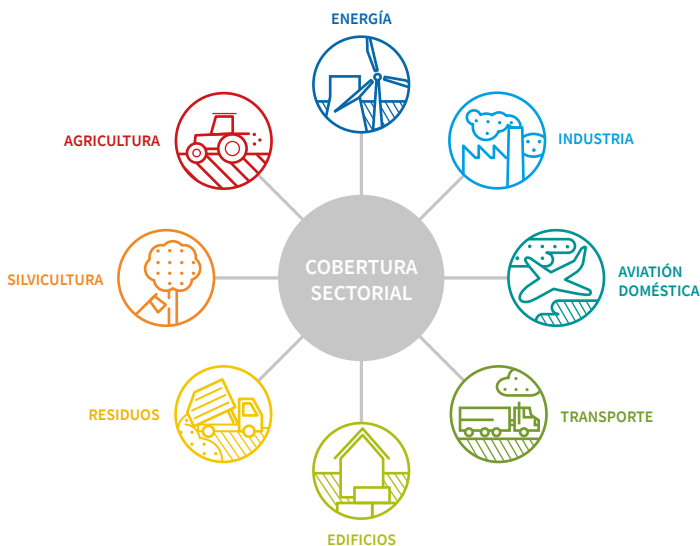 ENERGÍA
AGRICULTURA
INDUSTRIA
COBERTURA
SECTORIAL
SILVICULTURA
AVIATIÓN
DOMÉSTICA
RESIDUOS
TRANSPORTE
EDIFICIOS